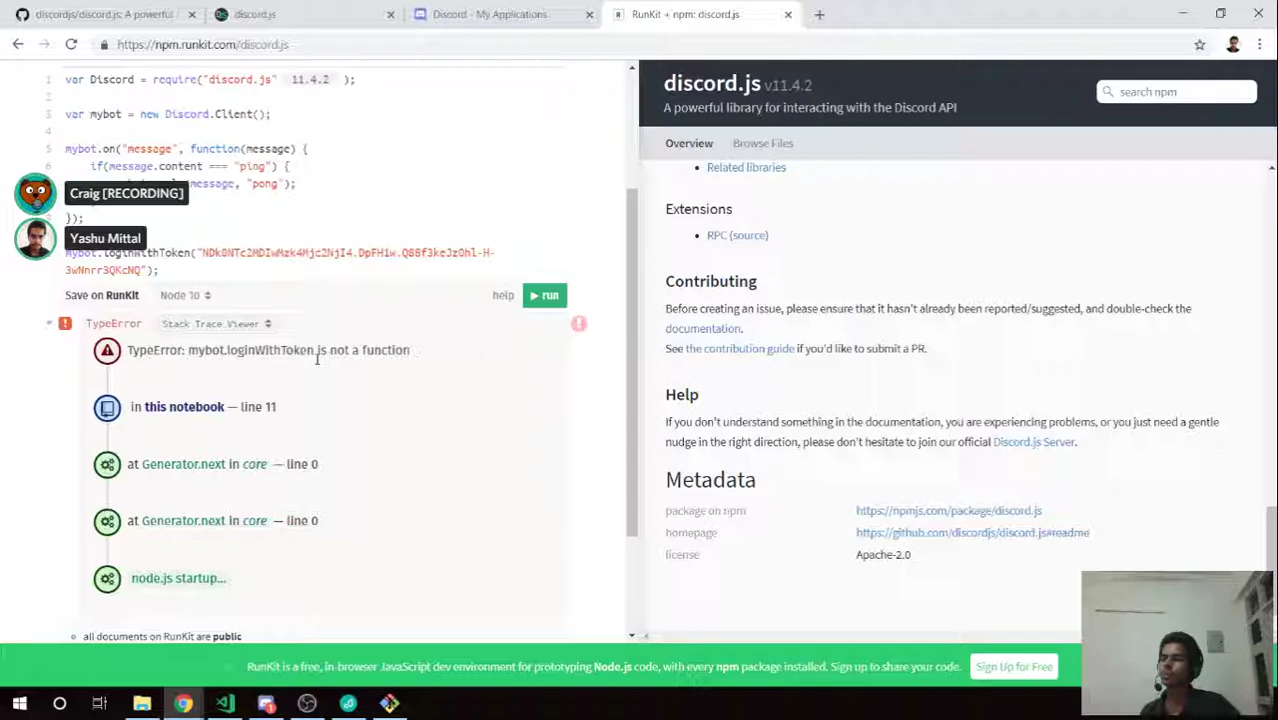 discordjs/discord.js: A powerful
discord.js
Discord - My Applications
RunKit + npm: discord.js
https://npm.runkit.com/discord.js
1 var Discord = require("discord.js" 11.4.2 );
2
3 var mybot = new Discord.Client();
4
5 mybot.on("message", function(message) {
6 if(message.content === "ping") {
message, "pong");
Craig [RECORDING]
});
Yashu Mittal
3wNnrr3QKcNQ");
Save on RunKit Node 10 help run
TypeError Stack Trace Viewer
TypeError: mybot.loginWithToken is not a function
in this notebook — line 11
at Generator.next in core — line 0
at Generator.next in core — line 0
node.js startup...
all documents on RunKit are public
discord.js v11.4.2
search npm
A powerful library for interacting with the Discord API
Overview Browse Files
Related libraries
Extensions
RPC (source)
Contributing
Before creating an issue, please ensure that it hasn't already been reported/suggested, and double-check the
documentation.
See the contribution guide if you'd like to submit a PR.
Help
If you don't understand something in the documentation, you are experiencing problems, or you just need a gentle
nudge in the right direction, please don't hesitate to join our official Discord.js Server.
Metadata
package on npm https://npmjs.com/package/discord.js
homepage https://github.com/discordjs/discord.js#readme
license Apache-2.0
RunKit is a free, in-browser JavaScript dev environment for prototyping Node.js code, with every npm package installed. Sign up to share your code. Sign Up for Free